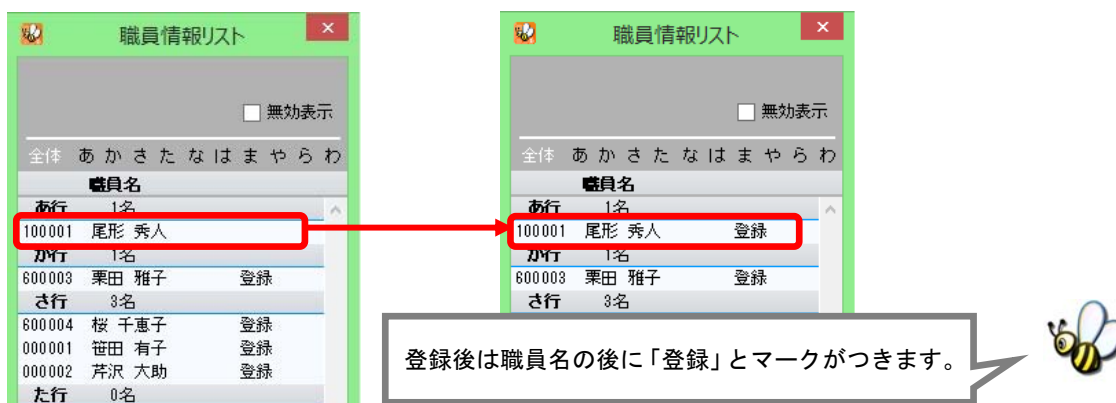 職員情報リスト
×
無効表示
全体 あ か さ た な は ま や ら わ
職員名
あ行 1名
100001 尾形 秀人
か行 1名
600003 栗田 雅子 登録
さ行 3名
600004 桜 千恵子 登録
000001 笹田 有子 登録
000002 芹沢 大助 登録
た行 0名
職員情報リスト
×
無効表示
全体 あ か さ た な は ま や ら わ
職員名
あ行 1名
100001 尾形 秀人 登録
か行 1名
600003 栗田 雅子 登録
さ行 3名
登録後は職員名の後に「登録」とマークがつきます。